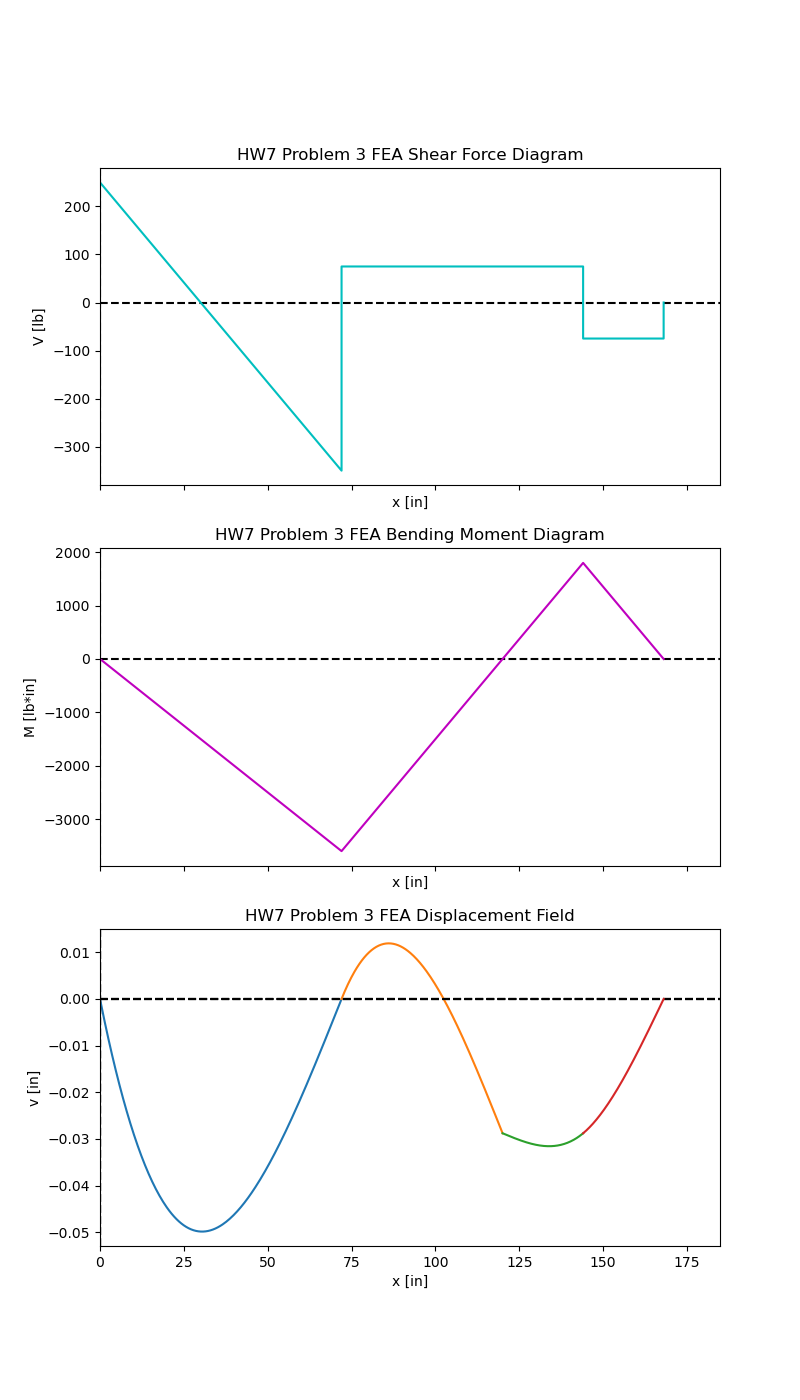 HW7 Problem 3 FEA Shear Force Diagram
200
100
0
−100
−200
−300
V [lb]
x [in]
HW7 Problem 3 FEA Bending Moment Diagram
2000
1000
0
−1000
−2000
−3000
M [lb*in]
x [in]
HW7 Problem 3 FEA Displacement Field
0.01
0.00
−0.01
−0.02
−0.03
−0.04
−0.05
v [in]
0 25 50 75 100 125 150 175
x [in]